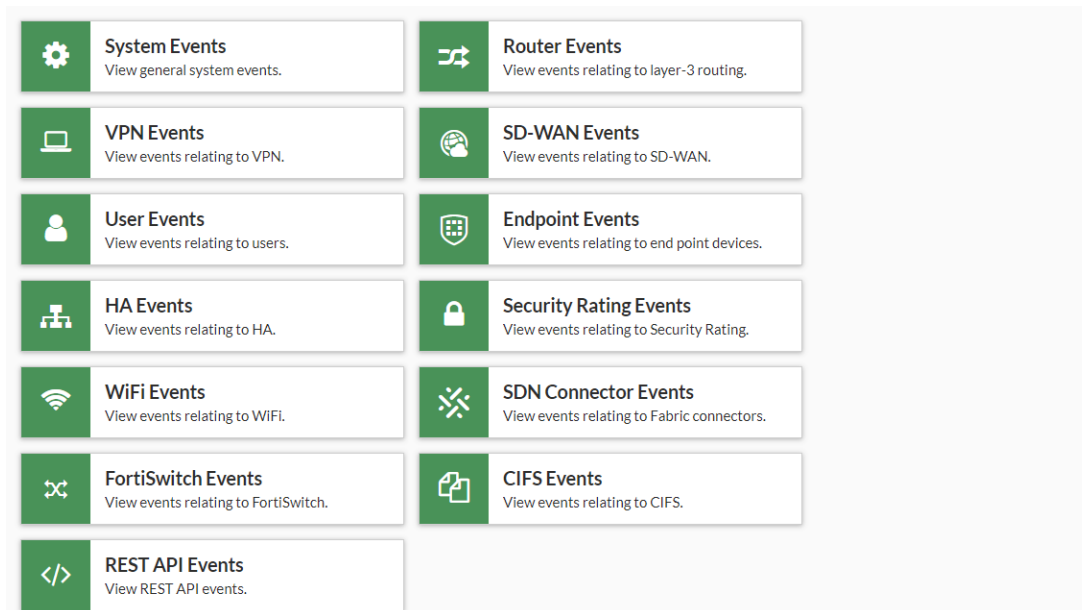 System Events
View general system events.
Router Events
View events relating to layer-3 routing.
VPN Events
View events relating to VPN.
SD-WAN Events
View events relating to SD-WAN.
User Events
View events relating to users.
Endpoint Events
View events relating to end point devices.
HA Events
View events relating to HA.
Security Rating Events
View events relating to Security Rating.
WiFi Events
View events relating to WiFi.
SDN Connector Events
View events relating to Fabric connectors.
FortiSwitch Events
View events relating to FortiSwitch.
CIFS Events
View events relating to CIFS.
REST API Events
View REST API events.